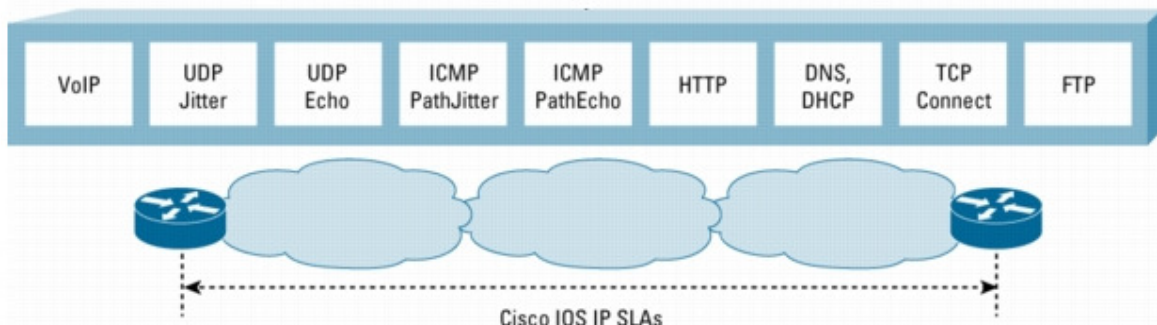 VoIP
UDP
Jitter
UDP
Echo
ICMP
PathJitter
ICMP
PathEcho
HTTP
DNS,
DHCP
TCP
Connect
FTP
Cisco IOS IP SLAs